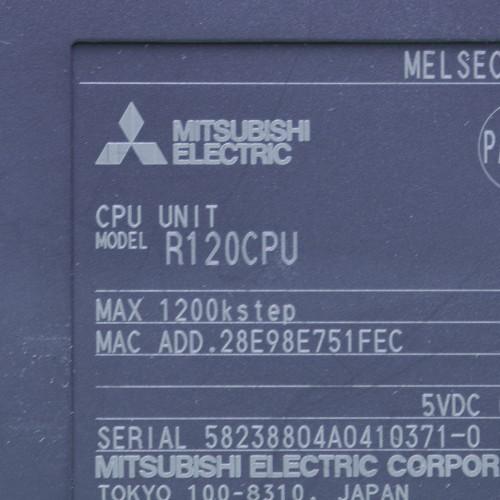 MELSEC
MITSUBISHI
ELECTRIC
CPU UNIT
MODEL R120CPU
MAX 1200kstep
MAC ADD.28E98E751FEC
5VDC
SERIAL 58238804A0410371-0
MITSUBISHI ELECTRIC CORPOR
TOKYO 100-8310, JAPAN